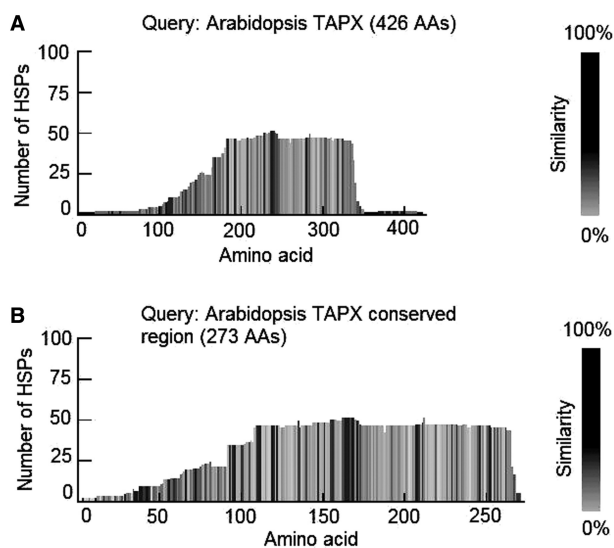 A
Query: Arabidopsis TAPX (426 AAs)
100
75
50
25
0
Number of HSPs
0 100 200 300 400
Amino acid
100%
Similarity
0%
B
Query: Arabidopsis TAPX conserved
region (273 AAs)
100
75
50
25
0
Number of HSPs
0 50 100 150 200 250
Amino acid
100%
Similarity
0%